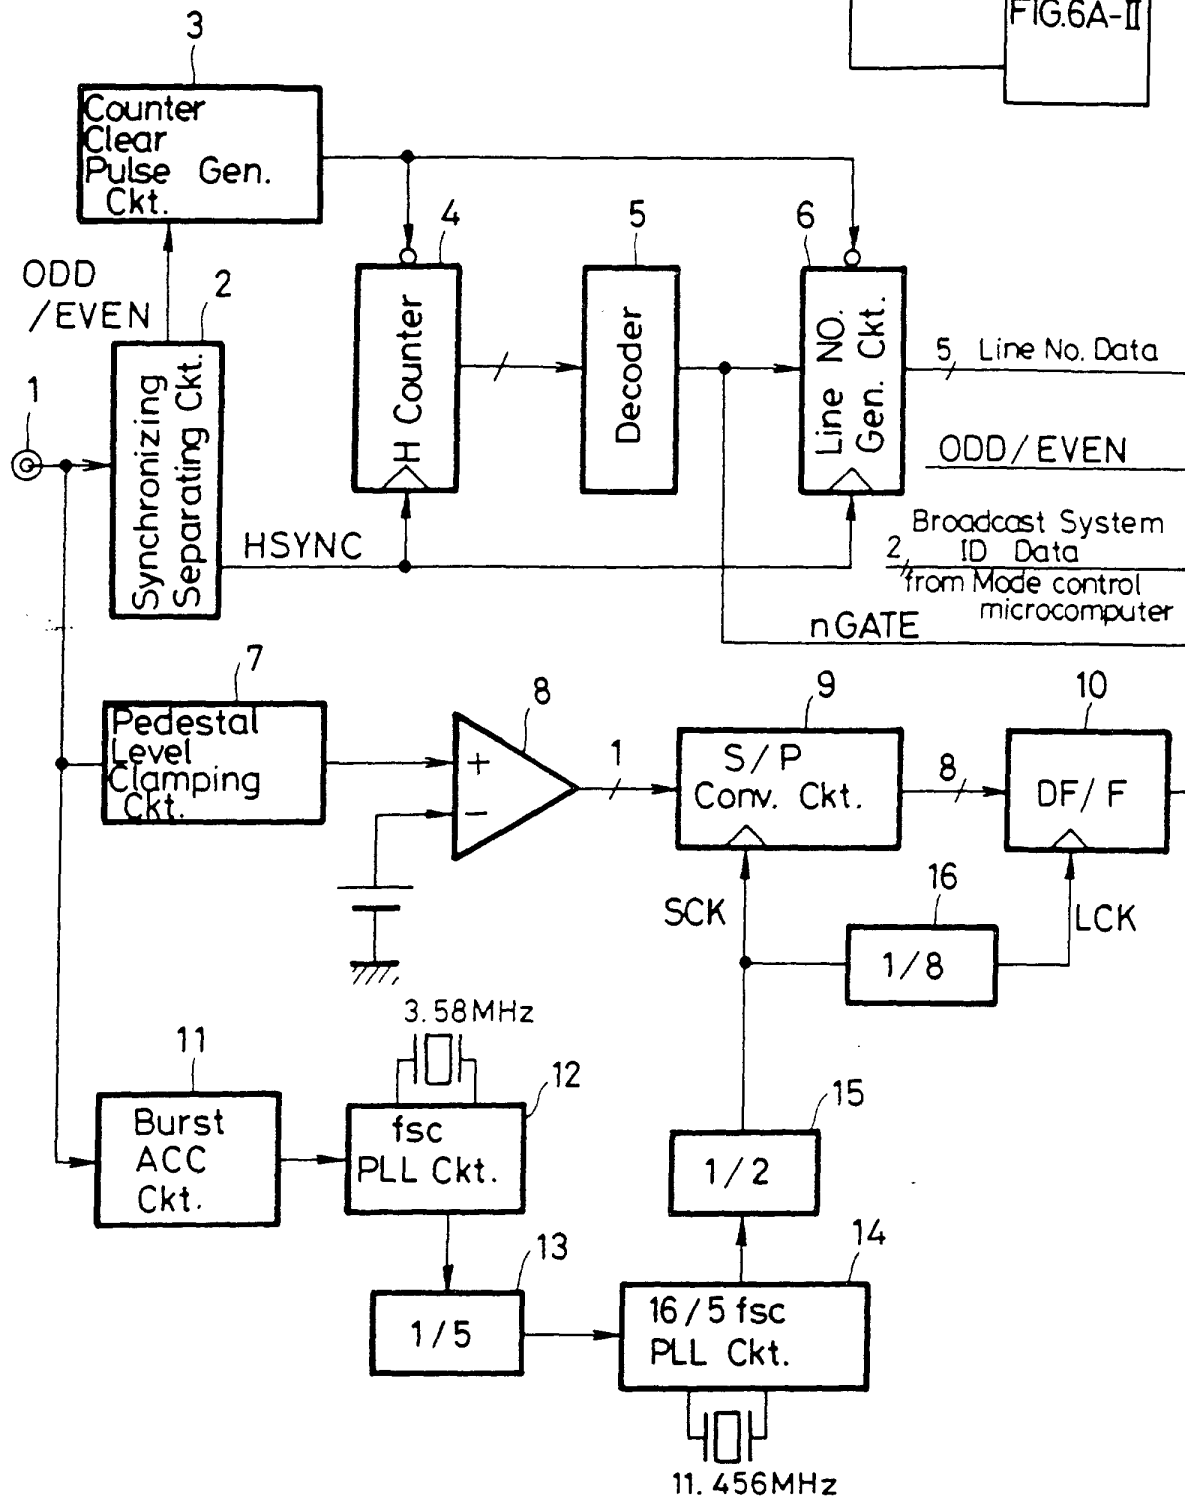 FIG.6A-II
3
Counter
Clear
Pulse Gen.
Ckt.
ODD
/EVEN
2
1
Synchronizing
Separating Ckt.
4
H Counter
5
Decoder
6
Line NO.
Gen. Ckt.
5 Line No. Data
ODD/EVEN
HSYNC
Broadcast System
2 ID Data
from Mode control
microcomputer
nGATE
7
Pedestal
Level
Clamping
Ckt.
8
+
−
1
9
S/P
Conv. Ckt.
8
10
DF/F
SCK
16
1/8
LCK
3.58MHz
11
Burst
ACC
Ckt.
12
fsc
PLL Ckt.
15
1/2
13
1/5
14
16/5 fsc
PLL Ckt.
11.456MHz